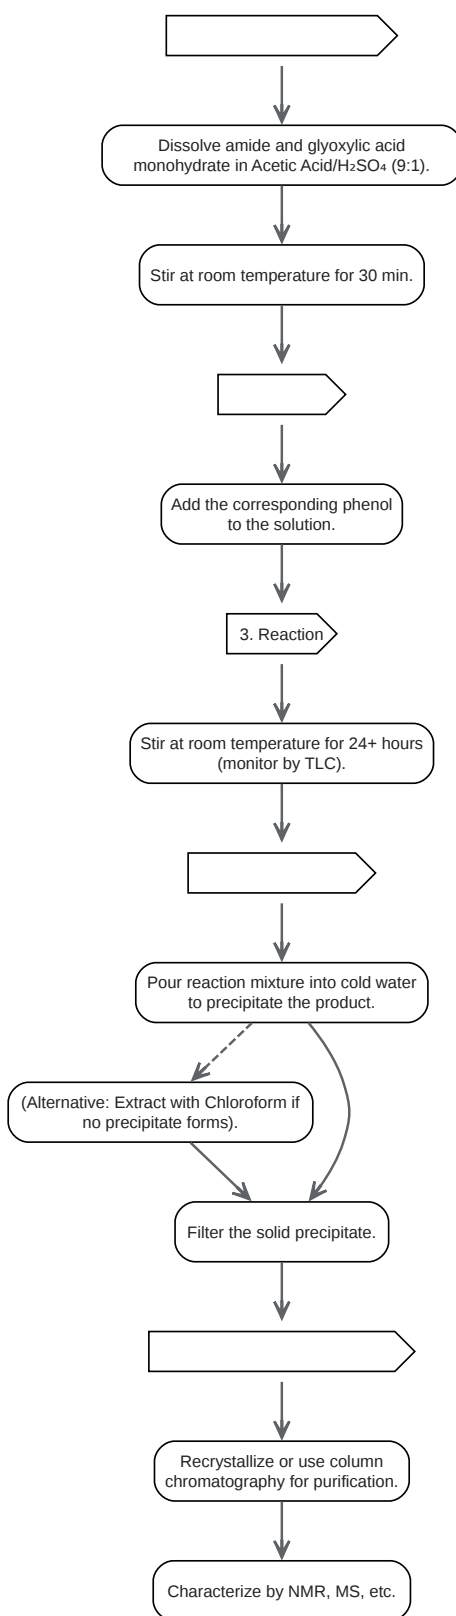 Dissolve amide and glyoxylic acid
monohydrate in Acetic Acid/H₂SO₄ (9:1).
Stir at room temperature for 30 min.
Add the corresponding phenol
to the solution.
3. Reaction
Stir at room temperature for 24+ hours
(monitor by TLC).
Pour reaction mixture into cold water
to precipitate the product.
(Alternative: Extract with Chloroform if
no precipitate forms).
Filter the solid precipitate.
Recrystallize or use column
chromatography for purification.
Characterize by NMR, MS, etc.